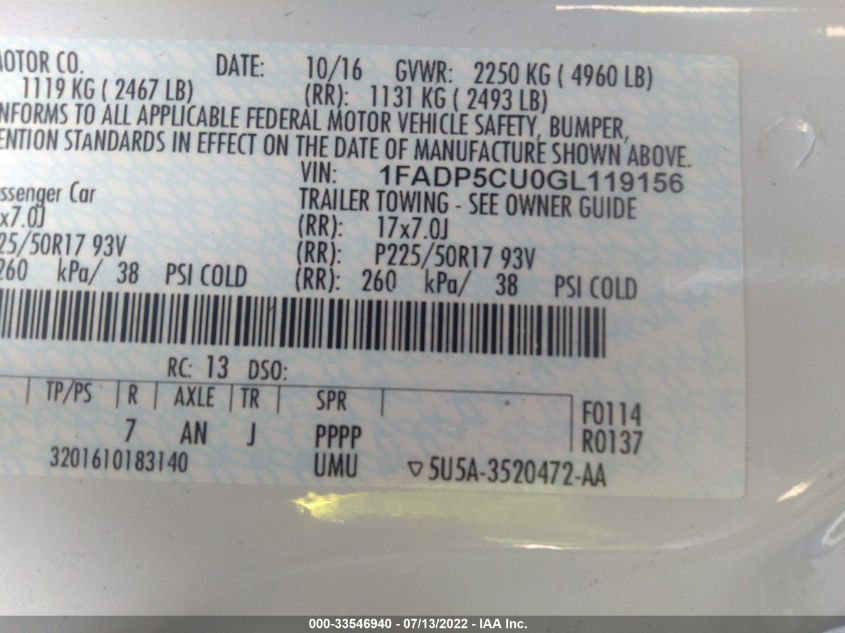 MOTOR CO. DATE: 10/16 GVWR: 2250 KG ( 4960 LB)
1119 KG ( 2467 LB) (RR): 1131 KG ( 2493 LB)
NFORMS TO ALL APPLICABLE FEDERAL MOTOR VEHICLE SAFETY, BUMPER,
ENTION STANDARDS IN EFFECT ON THE DATE OF MANUFACTURE SHOWN ABOVE.
VIN: 1FADP5CU0GL119156
ssenger Car TRAILER TOWING - SEE OWNER GUIDE
x7.0J (RR): 17x7.0J
25/50R17 93V (RR): P225/50R17 93V
260 kPa/ 38 PSI COLD (RR): 260 kPa/ 38 PSI COLD
RC: 13 DSO:
TP/PS R AXLE TR SPR F0114
7 AN J PPPP R0137
3201610183140 UMU ▽5U5A-3520472-AA
000-33546940 - 07/13/2022 - IAA Inc.